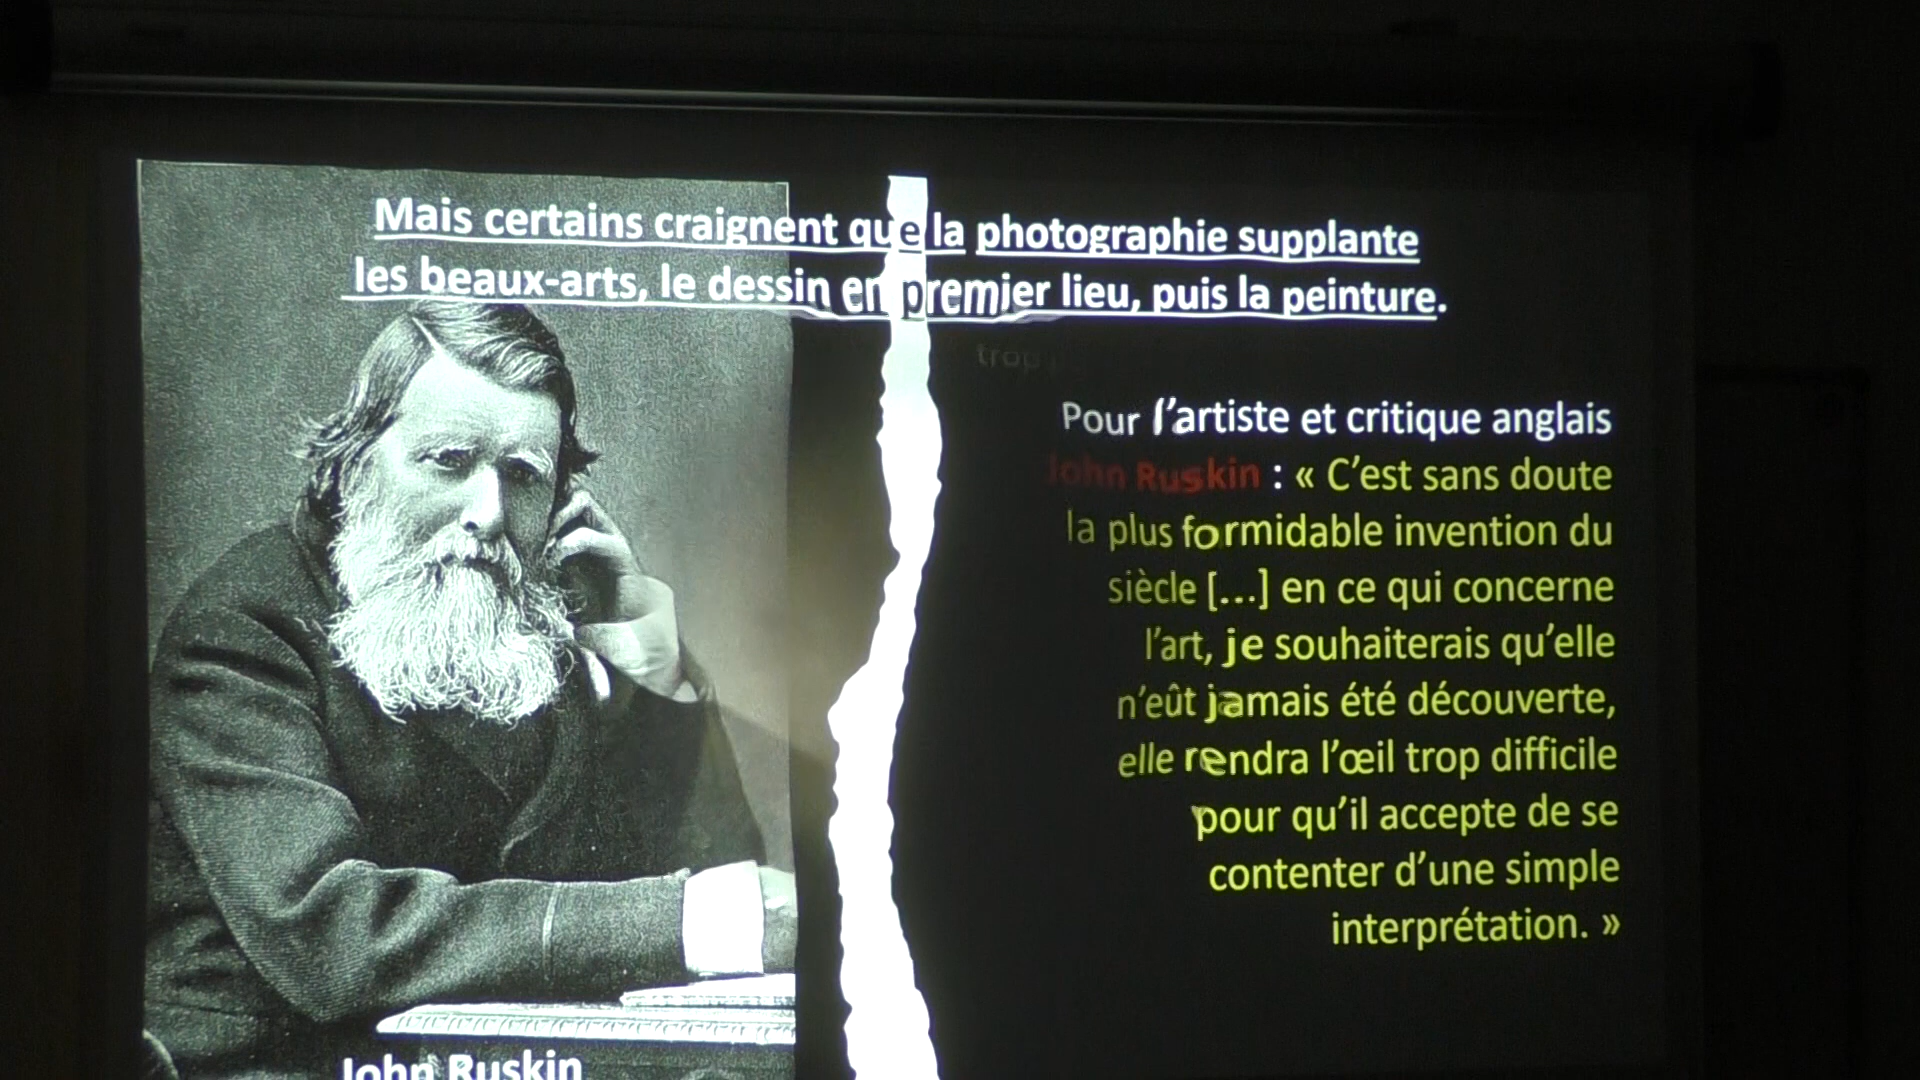 Mais certains craignent que la photographie supplante
les beaux-arts, le dessin en premier lieu, puis la peinture.
trop
Pour l’artiste et critique anglais
John Ruskin : « C’est sans doute
la plus formidable invention du
siècle […] en ce qui concerne
l’art, je souhaiterais qu’elle
n’eût jamais été découverte,
elle rendra l’œil trop difficile
pour qu’il accepte de se
contenter d’une simple
interprétation. »
John Ruskin